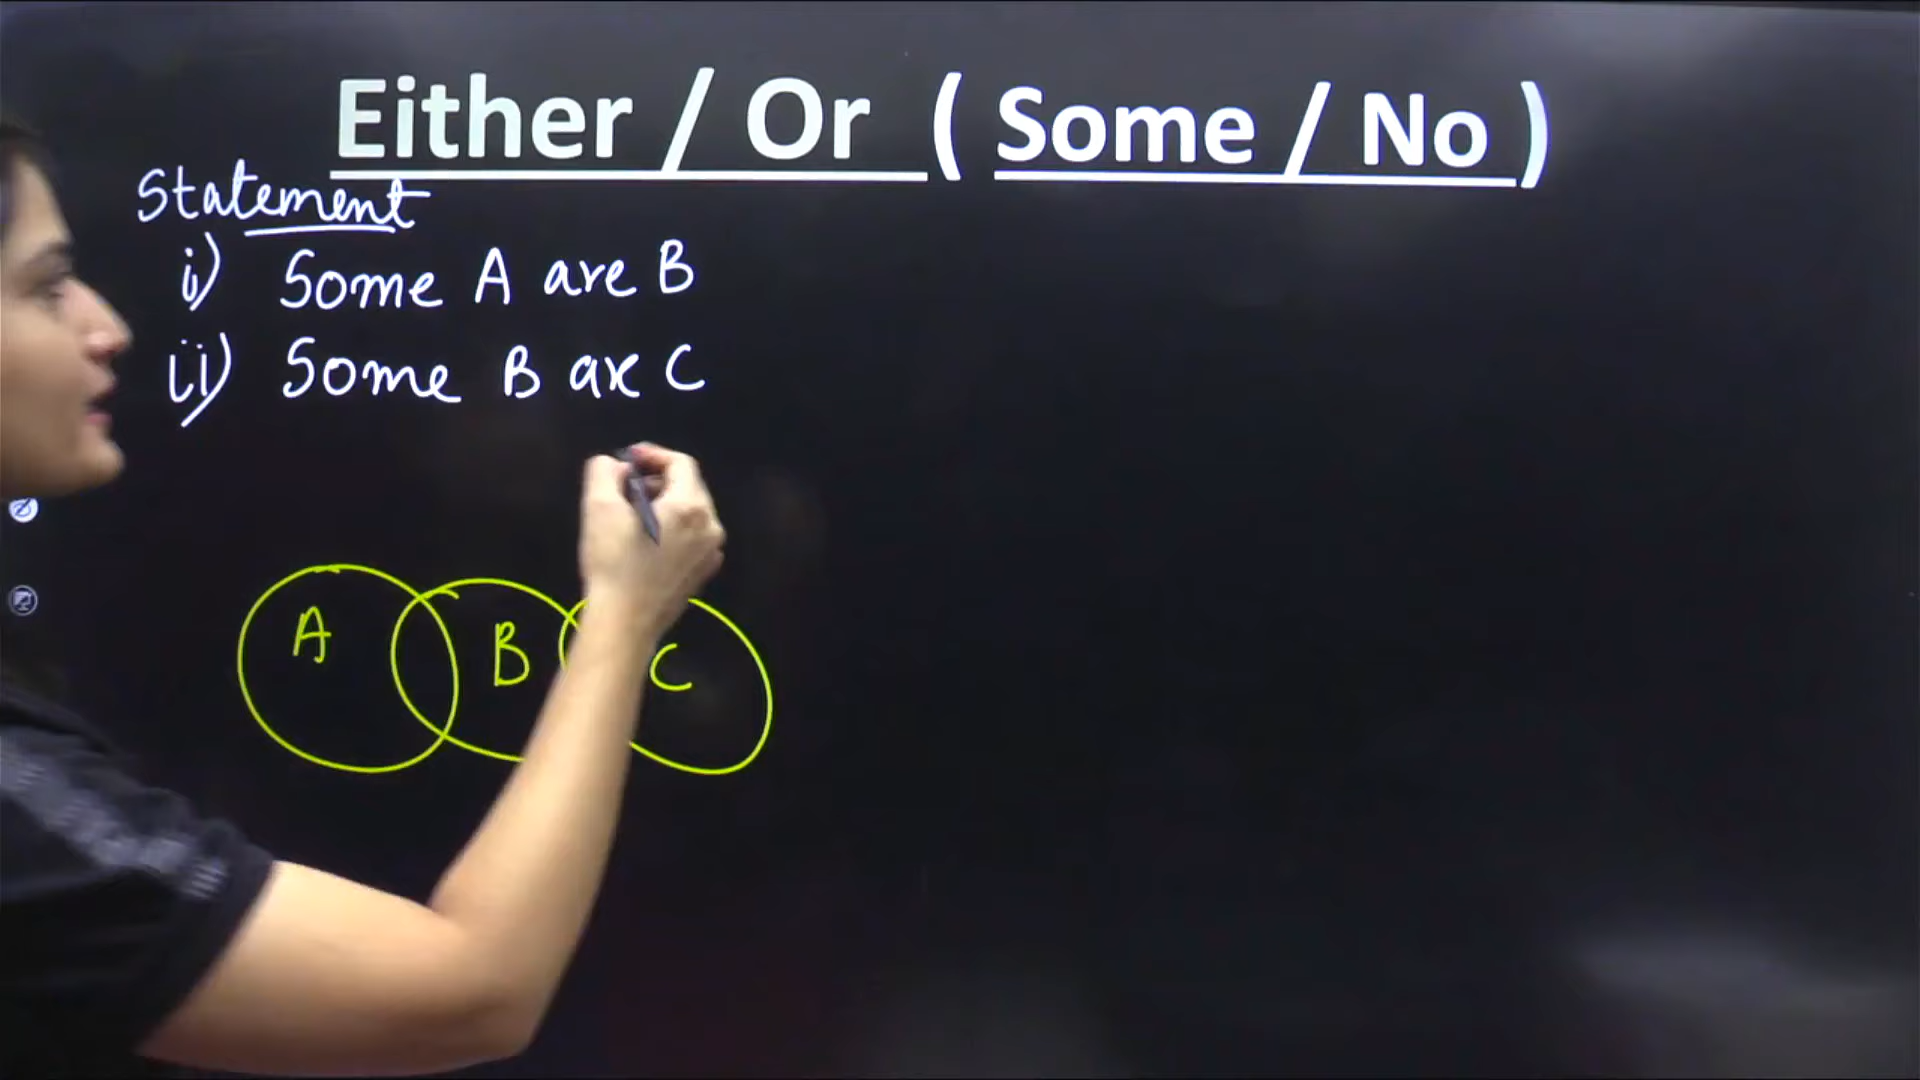 Either / Or ( Some / No )
Statement
i) Some A are B
ii) Some B are C
A B C